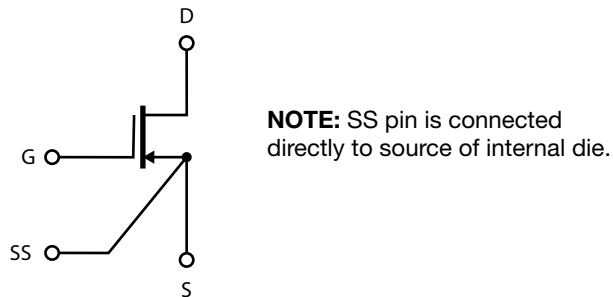 D
NOTE: SS pin is connected
directly to source of internal die.
G
SS
S